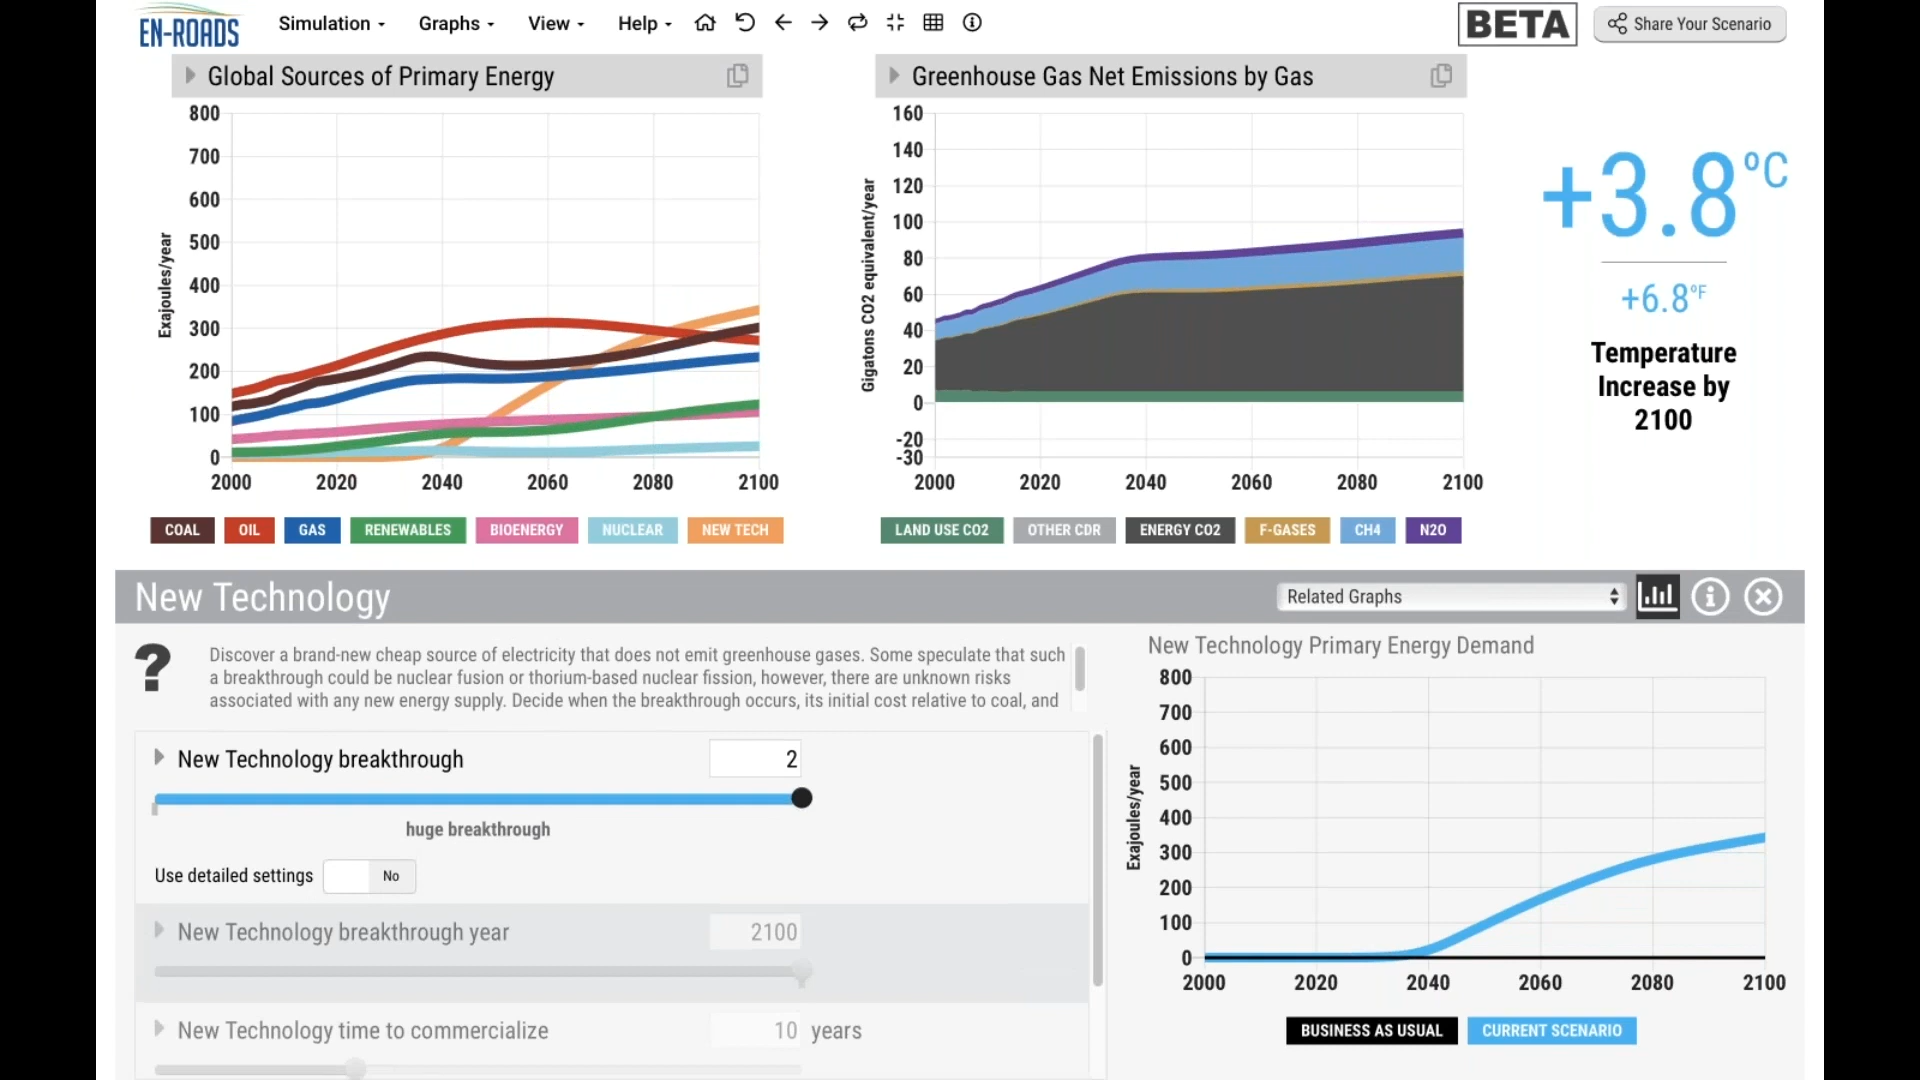 EN-ROADS
Simulation Graphs View Help
BETA Share Your Scenario
Global Sources of Primary Energy
800
700
600
500
400
300
200
100
0
Exajoules/year
2000 2020 2040 2060 2080 2100
COAL OIL GAS RENEWABLES BIOENERGY NUCLEAR NEW TECH
Greenhouse Gas Net Emissions by Gas
160
140
120
100
80
60
40
20
0
-20
-30
Gigatons CO2 equivalent/year
2000 2020 2040 2060 2080 2100
LAND USE CO2 OTHER CDR ENERGY CO2 F-GASES CH4 N2O
+3.8°C
+6.8°F
Temperature
Increase by
2100
New Technology
Related Graphs
Discover a brand-new cheap source of electricity that does not emit greenhouse gases. Some speculate that such
a breakthrough could be nuclear fusion or thorium-based nuclear fission, however, there are unknown risks
associated with any new energy supply. Decide when the breakthrough occurs, its initial cost relative to coal, and
New Technology breakthrough 2
huge breakthrough
Use detailed settings No
New Technology breakthrough year 2100
New Technology time to commercialize 10 years
New Technology Primary Energy Demand
800
700
600
500
400
300
200
100
0
Exajoules/year
2000 2020 2040 2060 2080 2100
BUSINESS AS USUAL CURRENT SCENARIO